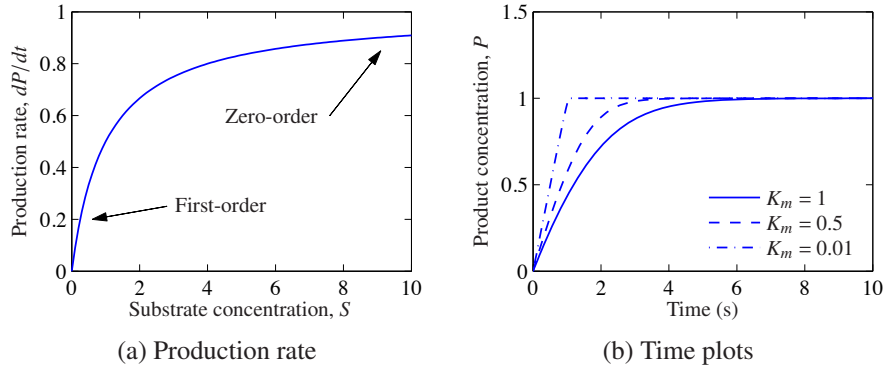 Production rate, dP/dt
1
0.8
0.6
0.4
0.2
0
Zero-order
First-order
0 2 4 6 8 10
Substrate concentration, S
(a) Production rate
Product concentration, P
1.5
1
0.5
0
K_m = 1
K_m = 0.5
K_m = 0.01
0 2 4 6 8 10
Time (s)
(b) Time plots